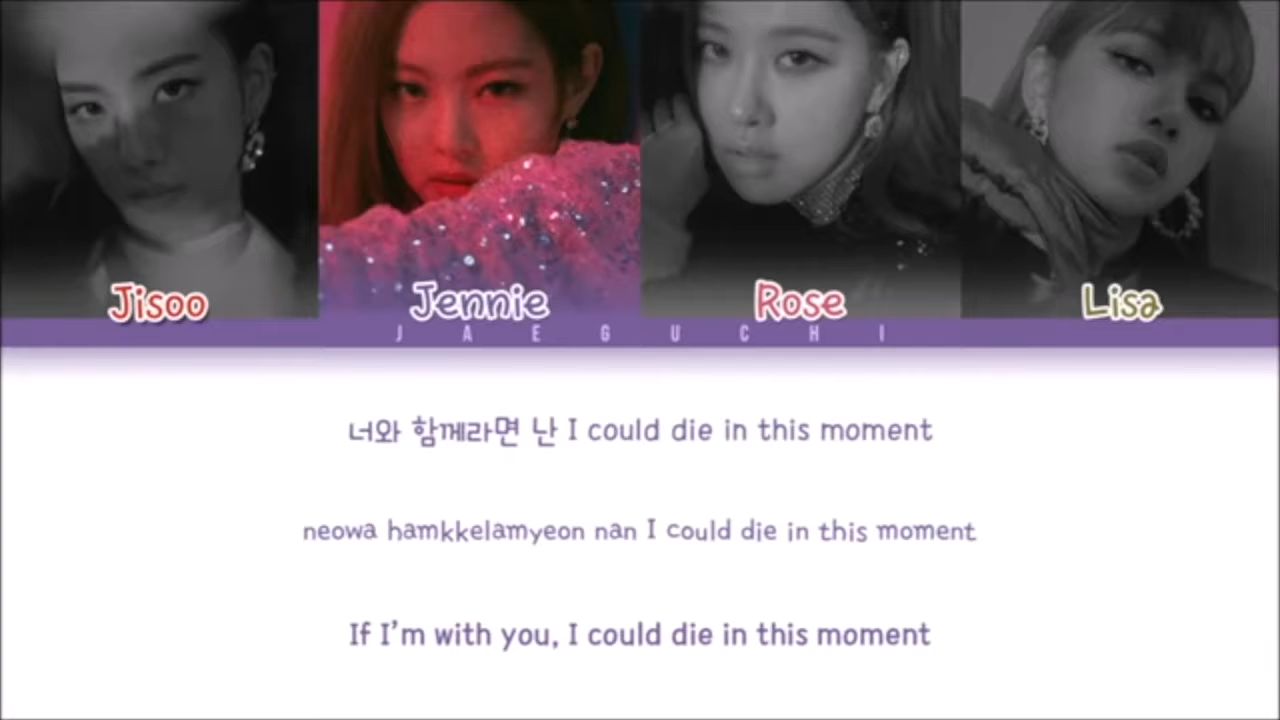 Jisoo Jennie Rose Lisa
JAEGUCHI
너와 함께라면 난 I could die in this moment
neowa hamkkelamyeon nan I could die in this moment
If I'm with you, I could die in this moment